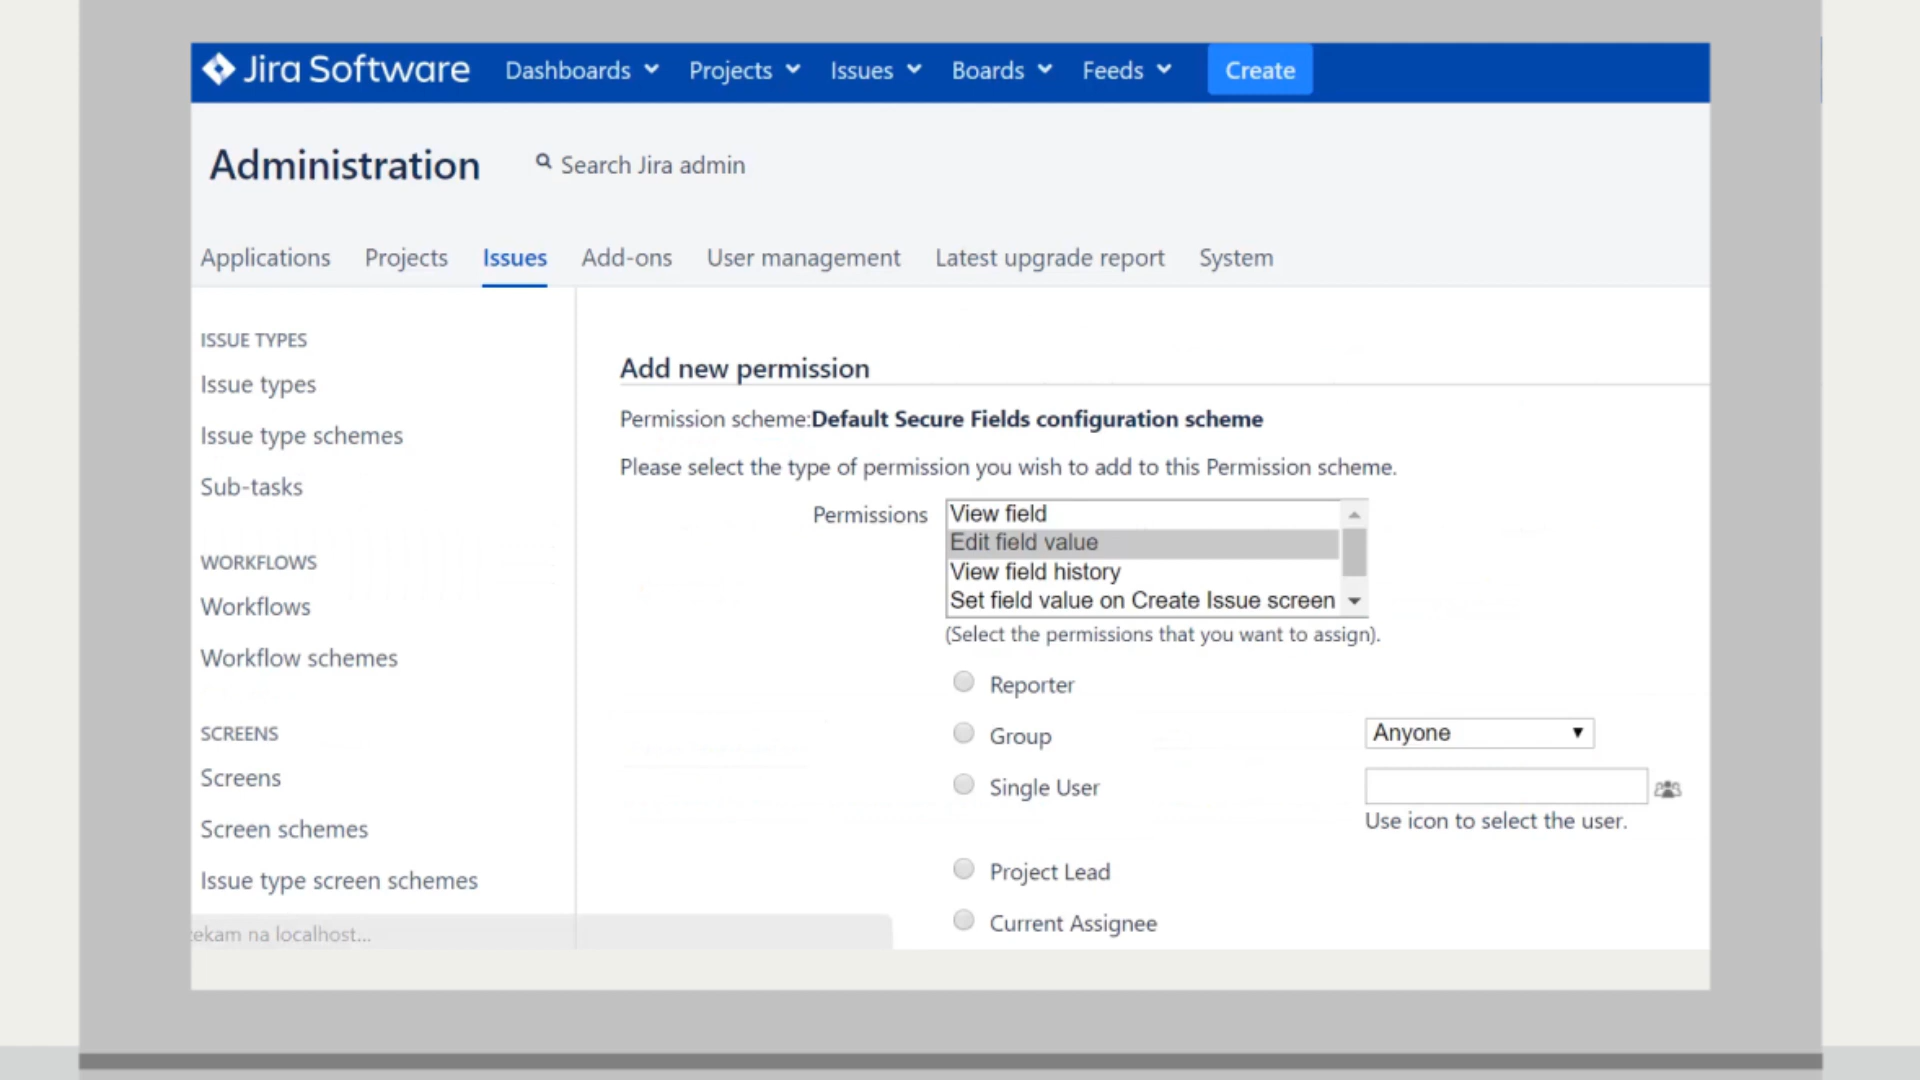 Jira Software Dashboards Projects Issues Boards Feeds Create
Administration Search Jira admin
Applications Projects Issues Add-ons User management Latest upgrade report System
ISSUE TYPES
Issue types
Issue type schemes
Sub-tasks
WORKFLOWS
Workflows
Workflow schemes
SCREENS
Screens
Screen schemes
Issue type screen schemes
na localhost...
Add new permission
Permission scheme:Default Secure Fields configuration scheme
Please select the type of permission you wish to add to this Permission scheme.
Permissions
View field
Edit field value
View field history
Set field value on Create Issue screen
(Select the permissions that you want to assign).
Reporter
Group Anyone
Single User
Use icon to select the user.
Project Lead
Current Assignee